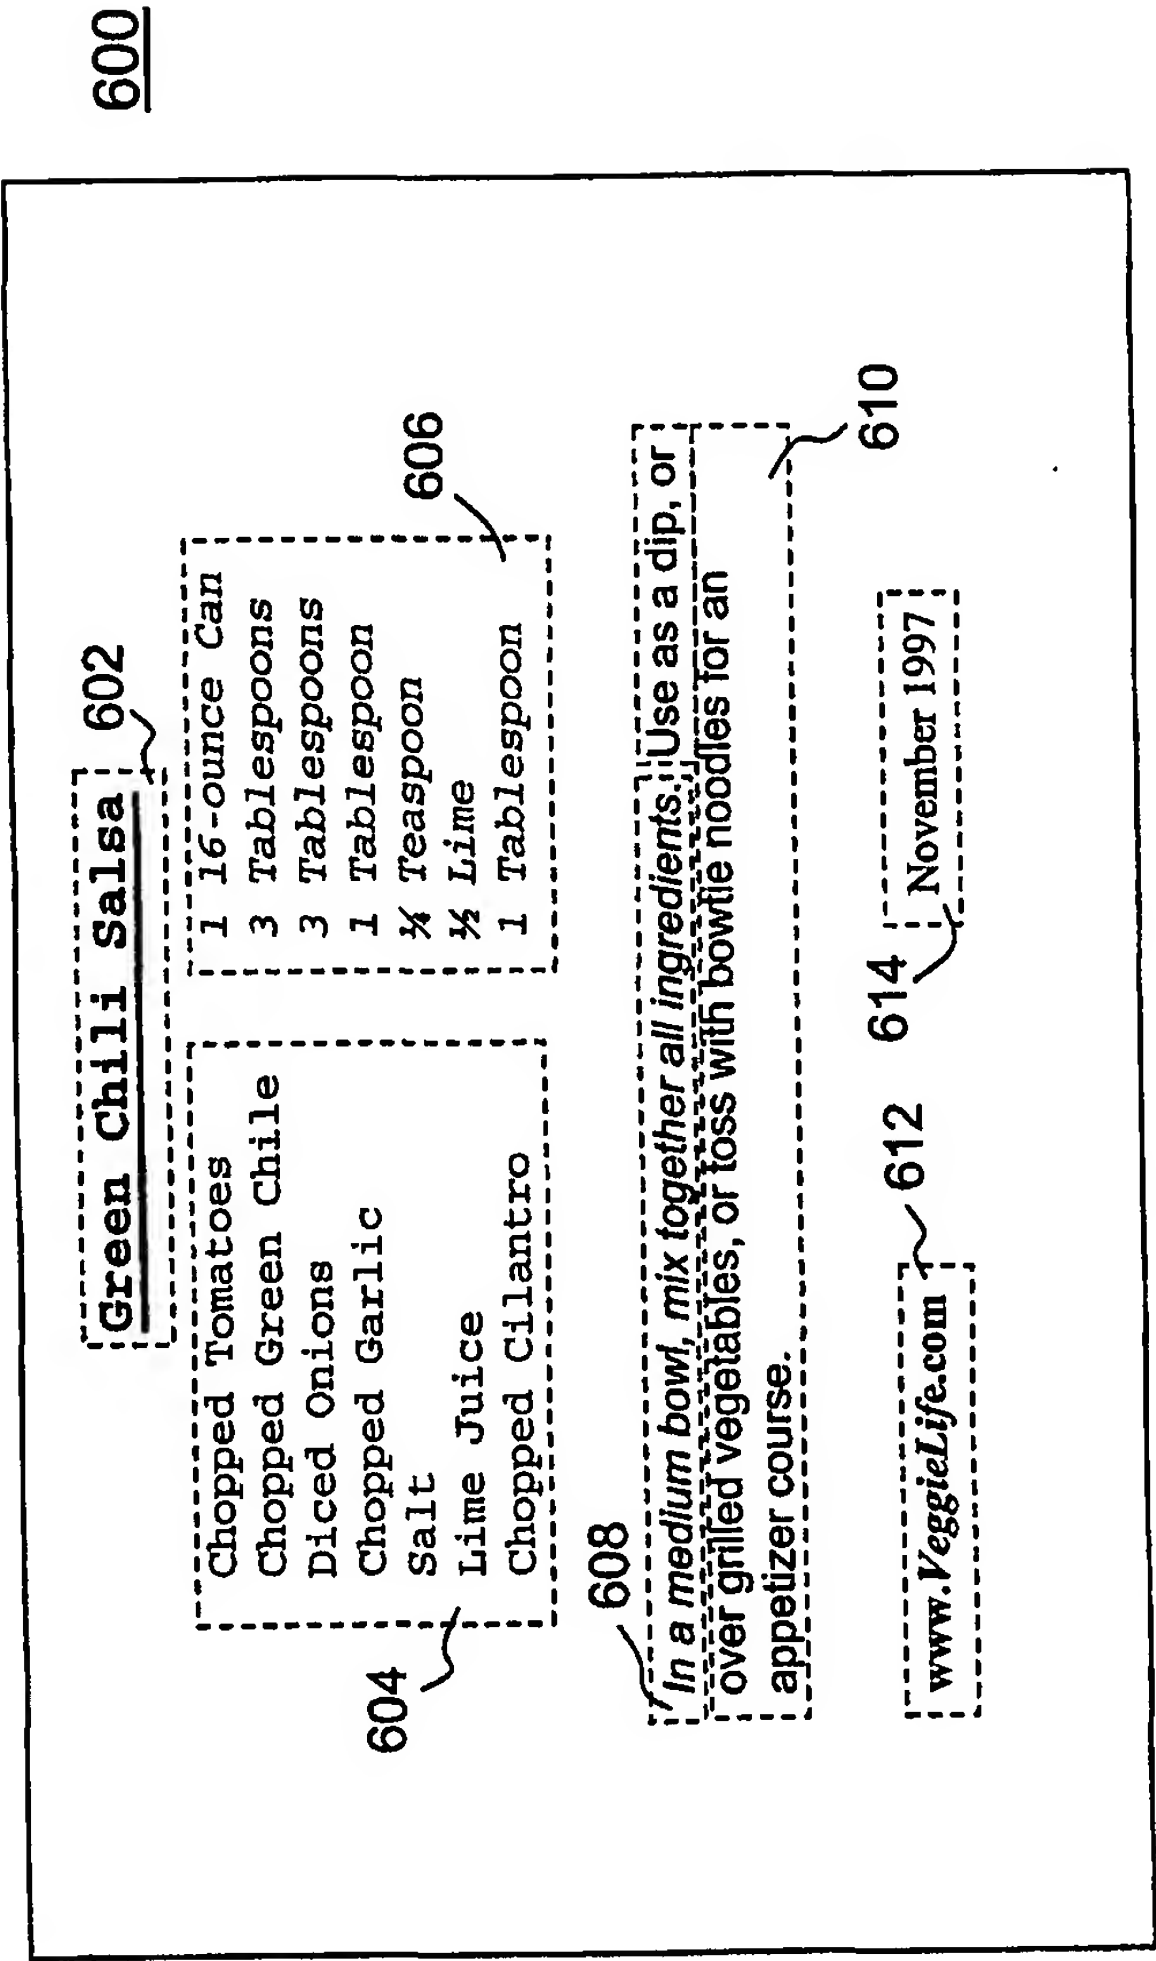 600
Green Chili Salsa 602
Chopped Tomatoes 1 16-ounce Can
Chopped Green Chile 3 Tablespoons
Diced Onions 3 Tablespoons
Chopped Garlic 1 Tablespoon
Salt ¼ Teaspoon
Lime Juice ½ Lime
Chopped Cilantro 1 Tablespoon
604 606
608
In a medium bowl, mix together all ingredients. Use as a dip, or
over grilled vegetables, or toss with bowtie noodles for an
appetizer course.
610
612 614
www.VeggieLife.com November 1997